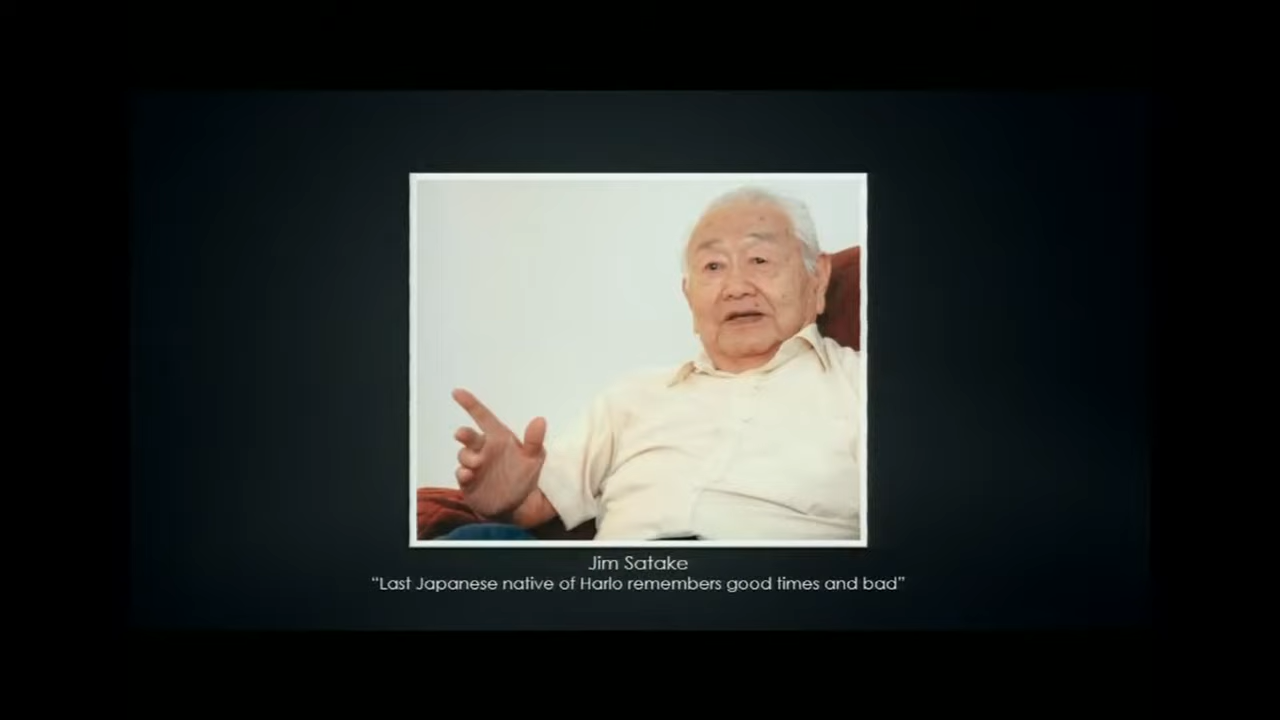 Jim Satake
“Last Japanese native of Harlo remembers good times and bad”